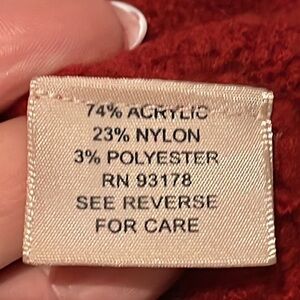 74% ACRYLIC
23% NYLON
3% POLYESTER
RN 93178
SEE REVERSE
FOR CARE